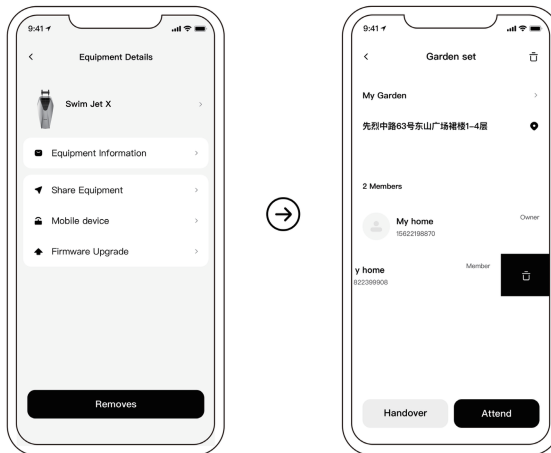 9:41
Equipment Details
Swim Jet X
Equipment Information
Share Equipment
Mobile device
Firmware Upgrade
Removes
9:41
Garden set
My Garden
先烈中路63号东山广场裙楼1-4层
2 Members
My home
Owner
15622198870
y home
Member
822399908
Handover
Attend